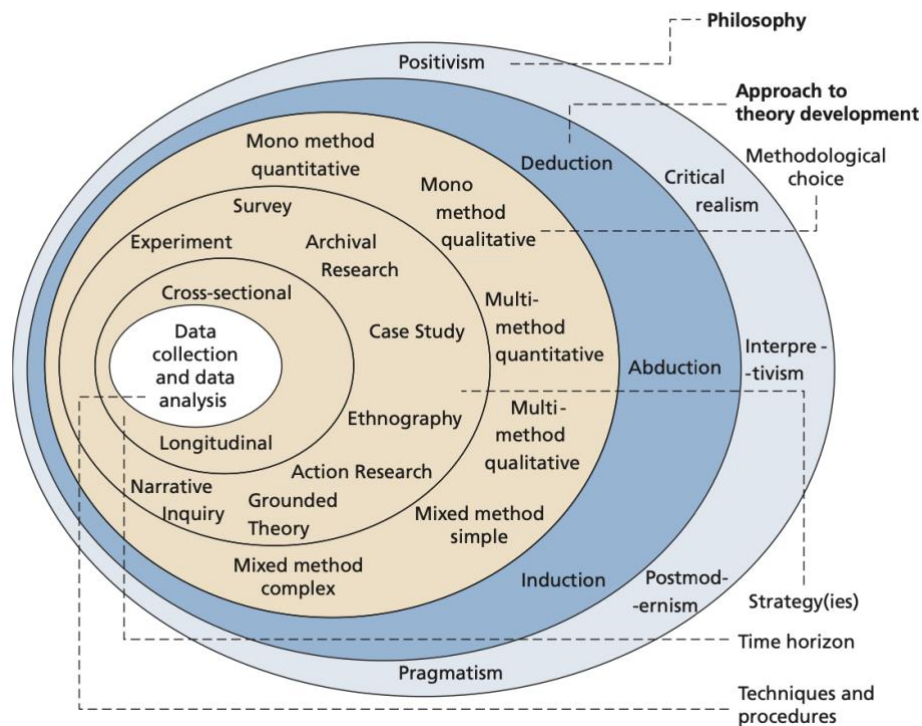 Philosophy
Positivism
Approach to
theory development
Mono method
quantitative
Deduction
Methodological
choice
Critical
realism
Mono
method
qualitative
Survey
Experiment
Archival
Research
Cross-sectional
Multi-
method
quantitative
Data
collection
and data
analysis
Case Study
Abduction
Interpre-
-tivism
Ethnography
Multi-
method
qualitative
Longitudinal
Action Research
Narrative
Inquiry
Grounded
Theory
Mixed method
simple
Mixed method
complex
Induction
Postmod-
-ernism
Strategy(ies)
Time horizon
Pragmatism
Techniques and
procedures